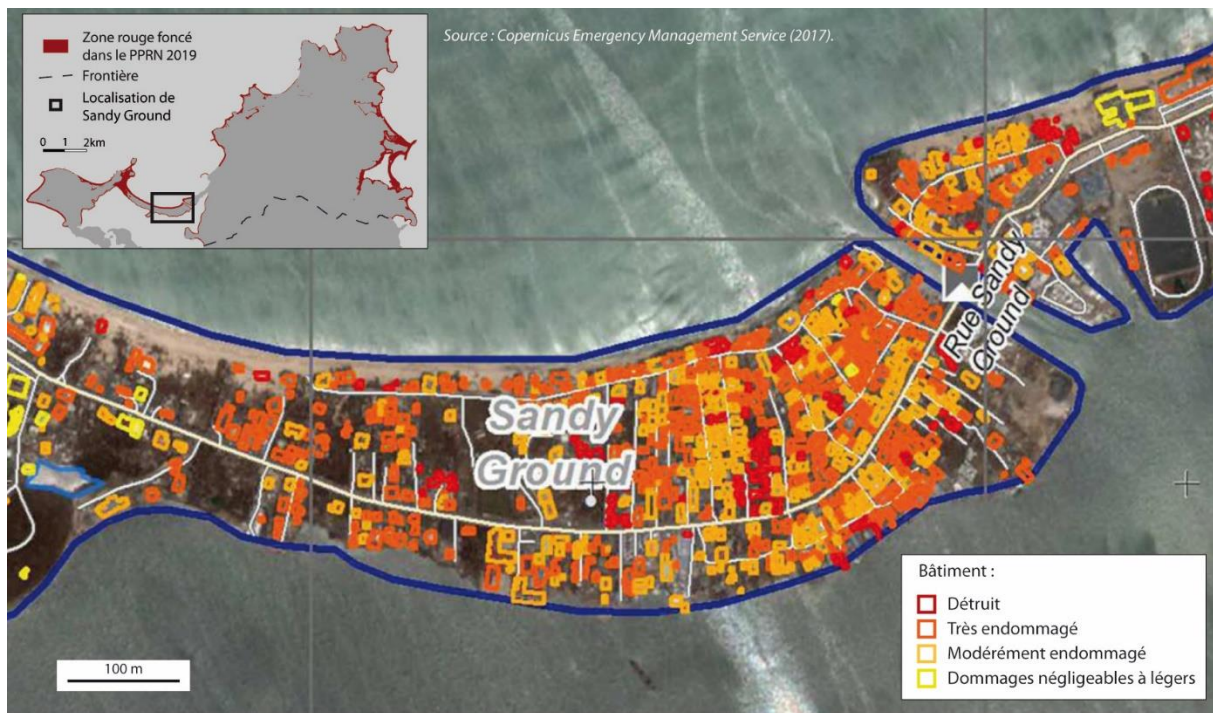 Zone rouge foncé
dans le PPRN 2019
Frontière
Localisation de
Sandy Ground
0 1 2km
Source : Copernicus Emergency Management Service (2017).
Rue Sandy
Ground
Sandy
Ground
100 m
Bâtiment :
Détruit
Très endommagé
Modérément endommagé
Dommages négligeables à légers